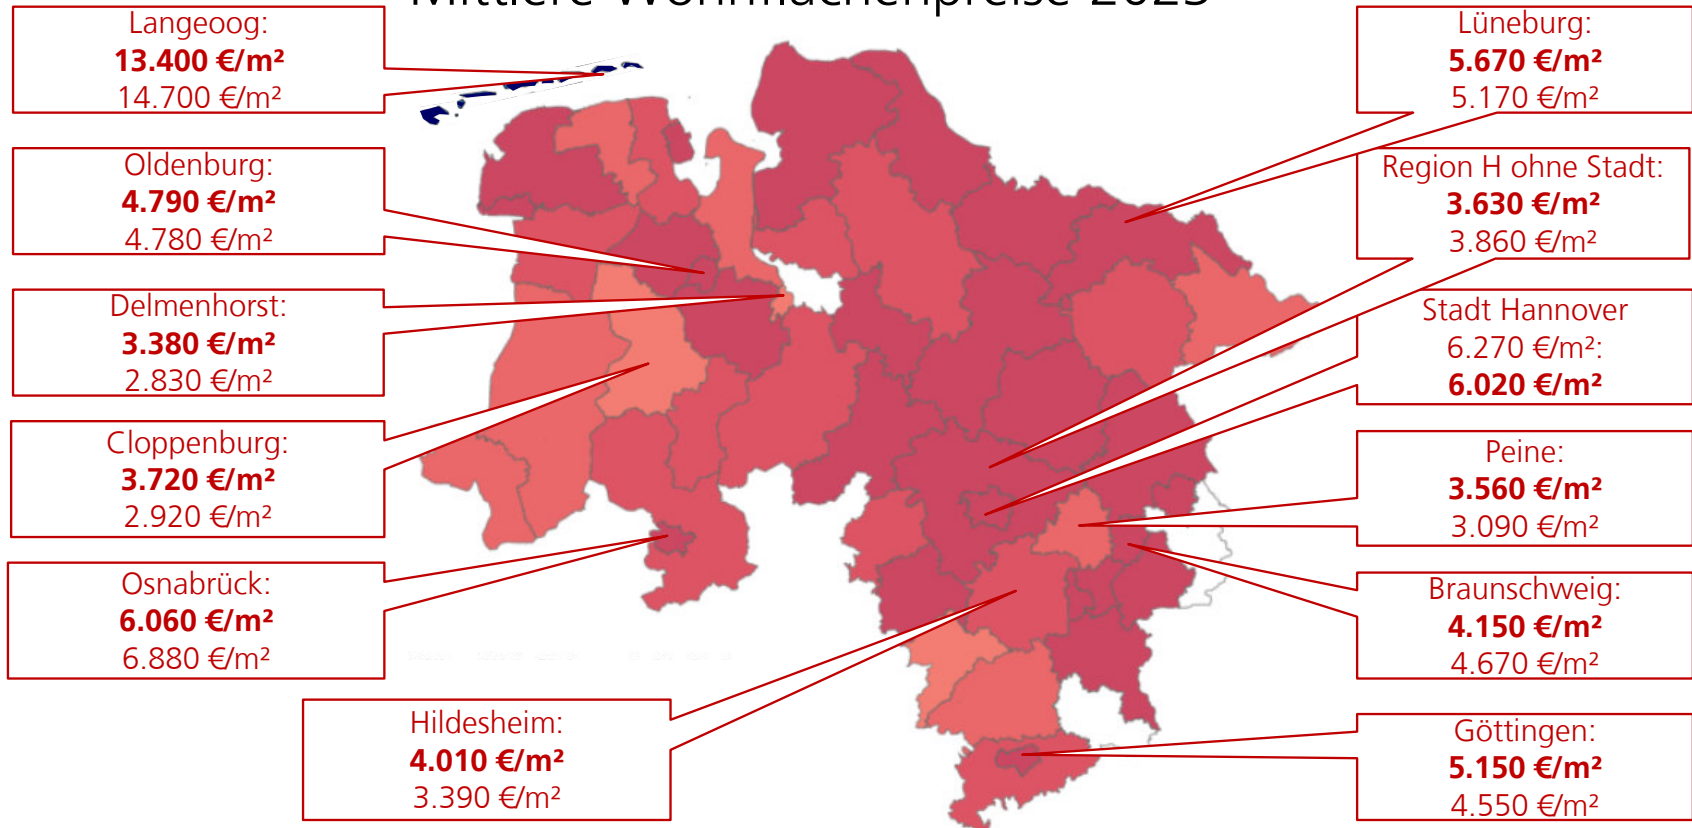 Mittlere Wohnflächenpreise 2023
Langeoog:
13.400 €/m²
14.700 €/m²
Oldenburg:
4.790 €/m²
4.780 €/m²
Delmenhorst:
3.380 €/m²
2.830 €/m²
Cloppenburg:
3.720 €/m²
2.920 €/m²
Osnabrück:
6.060 €/m²
6.880 €/m²
Hildesheim:
4.010 €/m²
3.390 €/m²
Lüneburg:
5.670 €/m²
5.170 €/m²
Region H ohne Stadt:
3.630 €/m²
3.860 €/m²
Stadt Hannover
6.270 €/m²:
6.020 €/m²
Peine:
3.560 €/m²
3.090 €/m²
Braunschweig:
4.150 €/m²
4.670 €/m²
Göttingen:
5.150 €/m²
4.550 €/m²